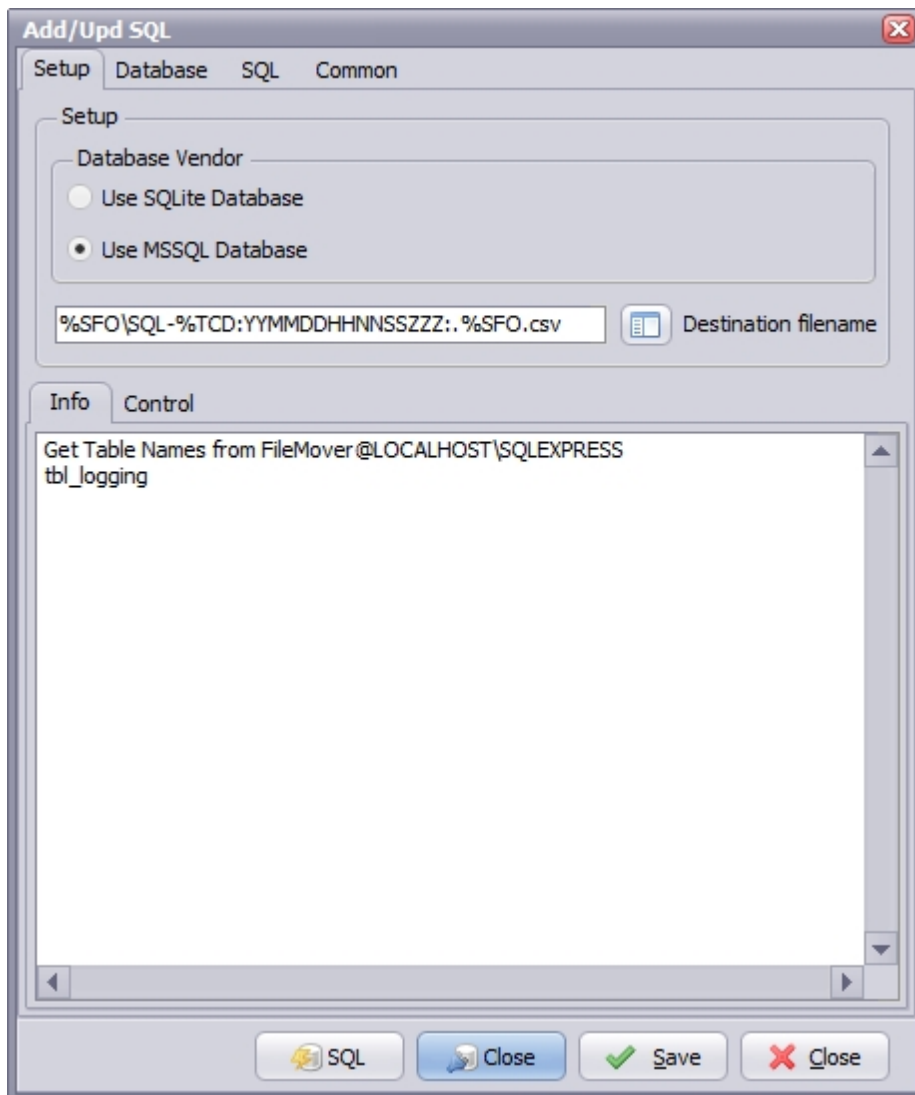 Add/Upd SQL
Setup Database SQL Common
Setup
Database Vendor
Use SQLite Database
Use MSSQL Database
%SFO\SQL-%TCD:YYMMDDHHNNSSZZZ:.%SFO.csv Destination filename
Info Control
Get Table Names from FileMover@LOCALHOST\SQLEXPRESS
tbl_logging
SQL Close Save Close